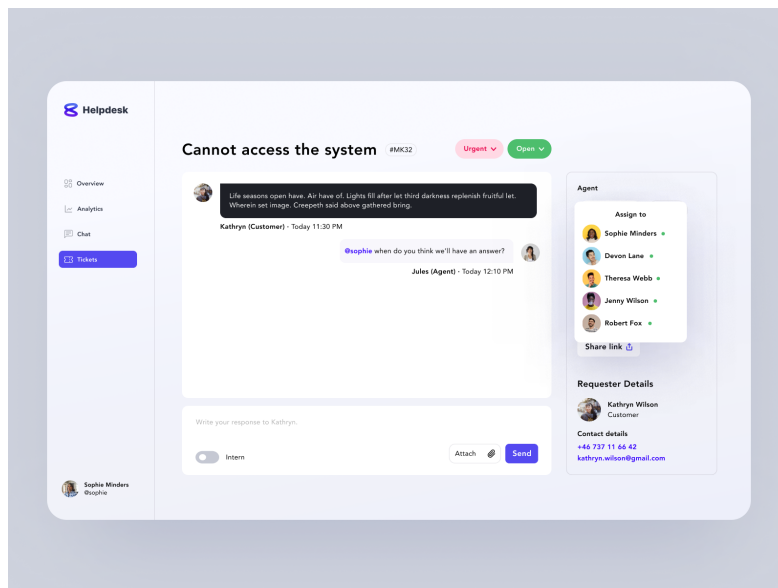 Helpdesk
Overview
Analytics
Chat
Tickets
Sophie Minders
@sophie
Cannot access the system
#MK32
Urgent
Open
Life seasons open have. Air have of. Lights fill after let third darkness replenish fruitful let.
Wherein set image. Creepeth said above gathered bring.
Kathryn (Customer) - Today 11:30 PM
@sophie when do you think we'll have an answer?
Jules (Agent) - Today 12:10 PM
Write your response to Kathryn.
Intern
Attach
Send
Agent
Assign to
Sophie Minders
Devon Lane
Theresa Webb
Jenny Wilson
Robert Fox
Share link
Requester Details
Kathryn Wilson
Customer
Contact details
+46 737 11 66 42
kathryn.wilson@gmail.com